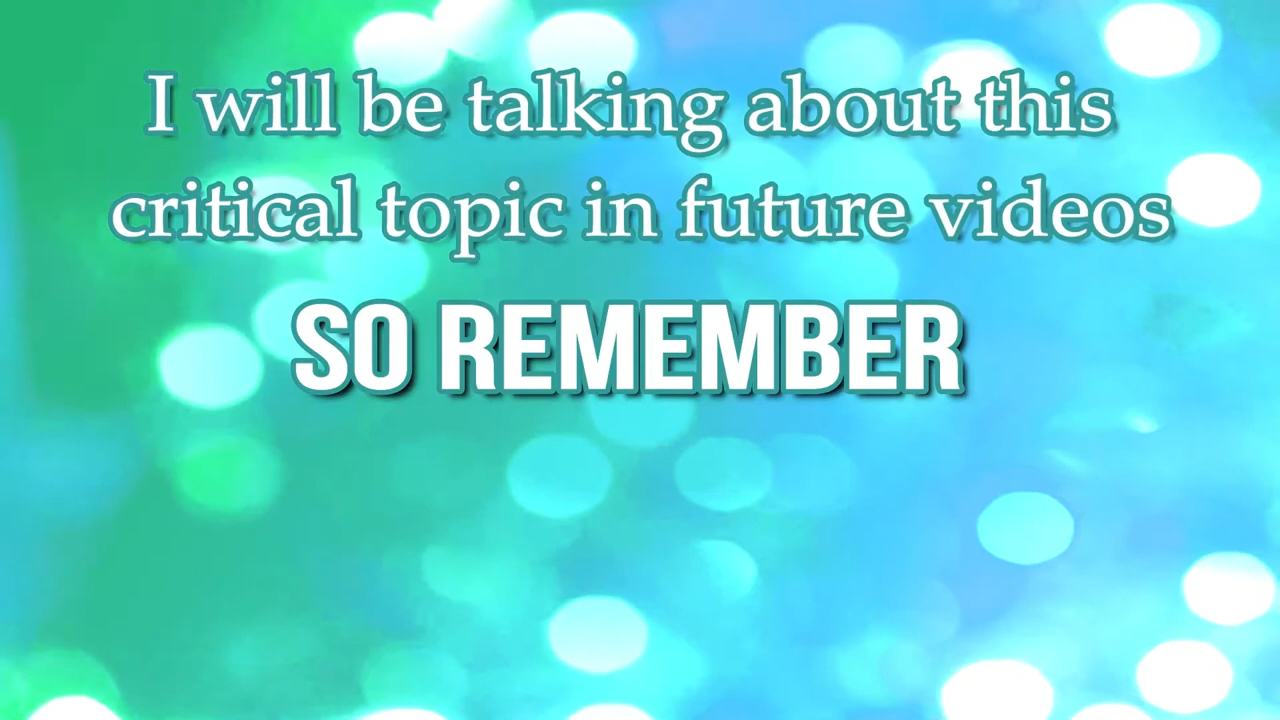 I will be talking about this
critical topic in future videos
SO REMEMBER